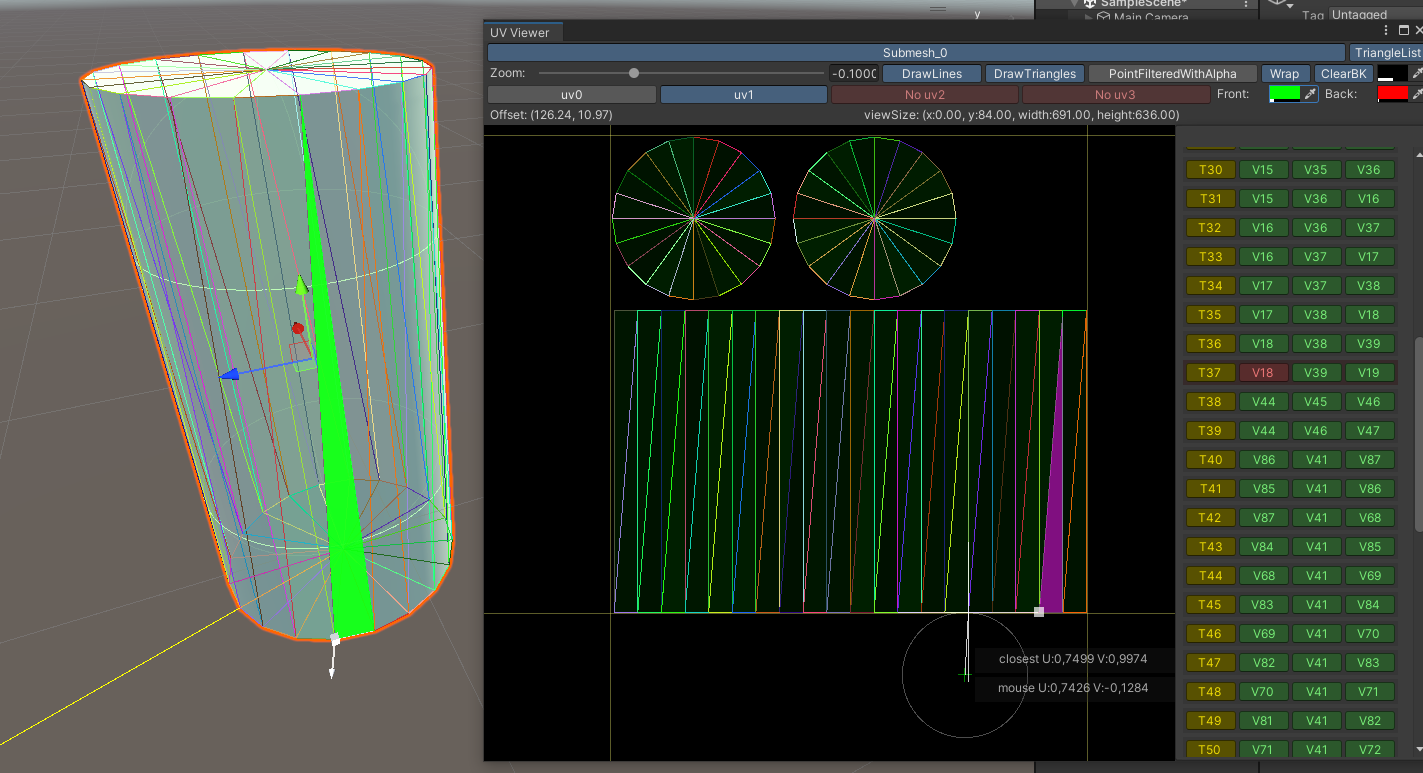 SampleScene*
Main Camera
Tag Untagged
y
UV Viewer
Submesh_0 TriangleList
Zoom: -0.100( DrawLines DrawTriangles PointFilteredWithAlpha Wrap ClearBK
uv0 uv1 No uv2 No uv3 Front: Back:
Offset: (126.24, 10.97) viewSize: (x:0.00, y:84.00, width:691.00, height:636.00)
T30 V15 V35 V36
T31 V15 V36 V16
T32 V16 V36 V37
T33 V16 V37 V17
T34 V17 V37 V38
T35 V17 V38 V18
T36 V18 V38 V39
T37 V18 V39 V19
T38 V44 V45 V46
T39 V44 V46 V47
T40 V86 V41 V87
T41 V85 V41 V86
T42 V87 V41 V68
T43 V84 V41 V85
T44 V68 V41 V69
T45 V83 V41 V84
T46 V69 V41 V70
T47 V82 V41 V83
T48 V70 V41 V71
T49 V81 V41 V82
T50 V71 V41 V72
closest U:0,7499 V:0,9974
mouse U:0,7426 V:-0,1284